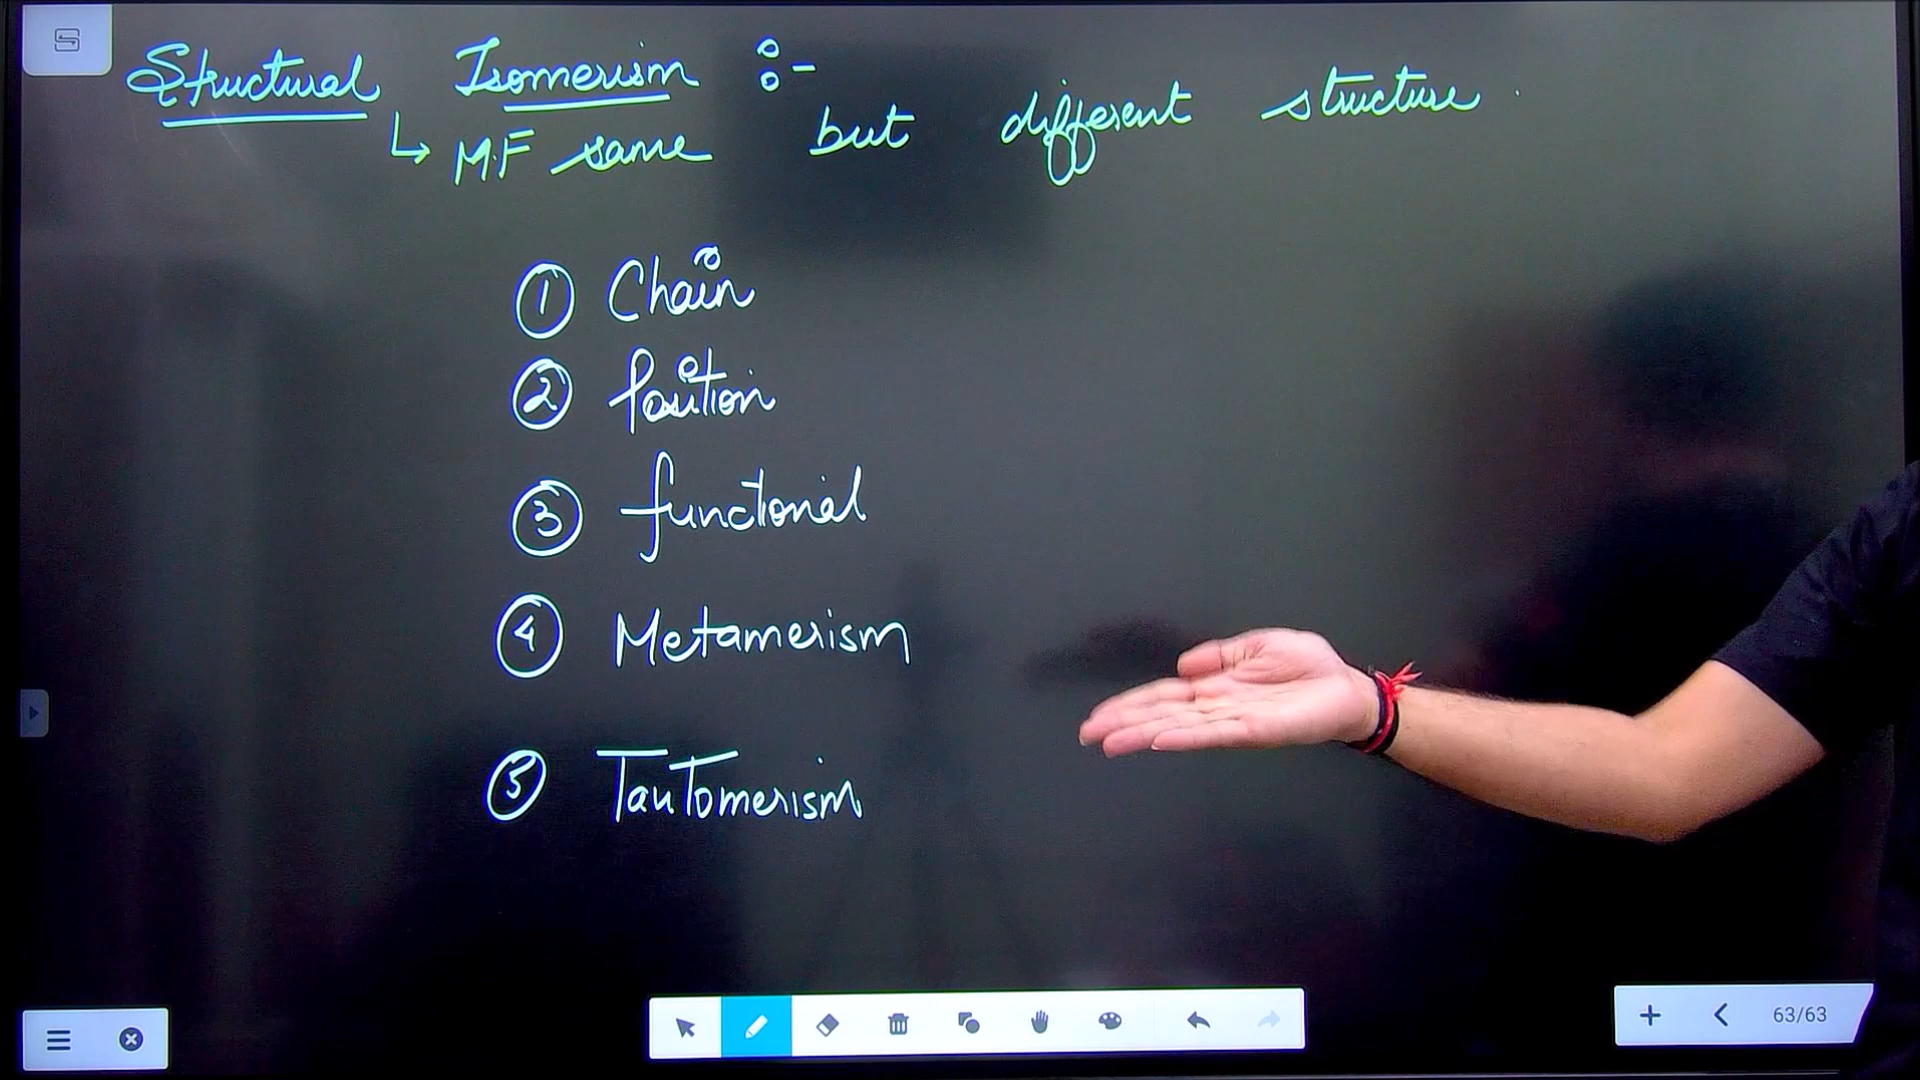 Structural Isomerism :-
↳ M.F same but different structure.
① Chain
② Position
③ functional
④ Metamerism
⑤ Tautomerism
63/63